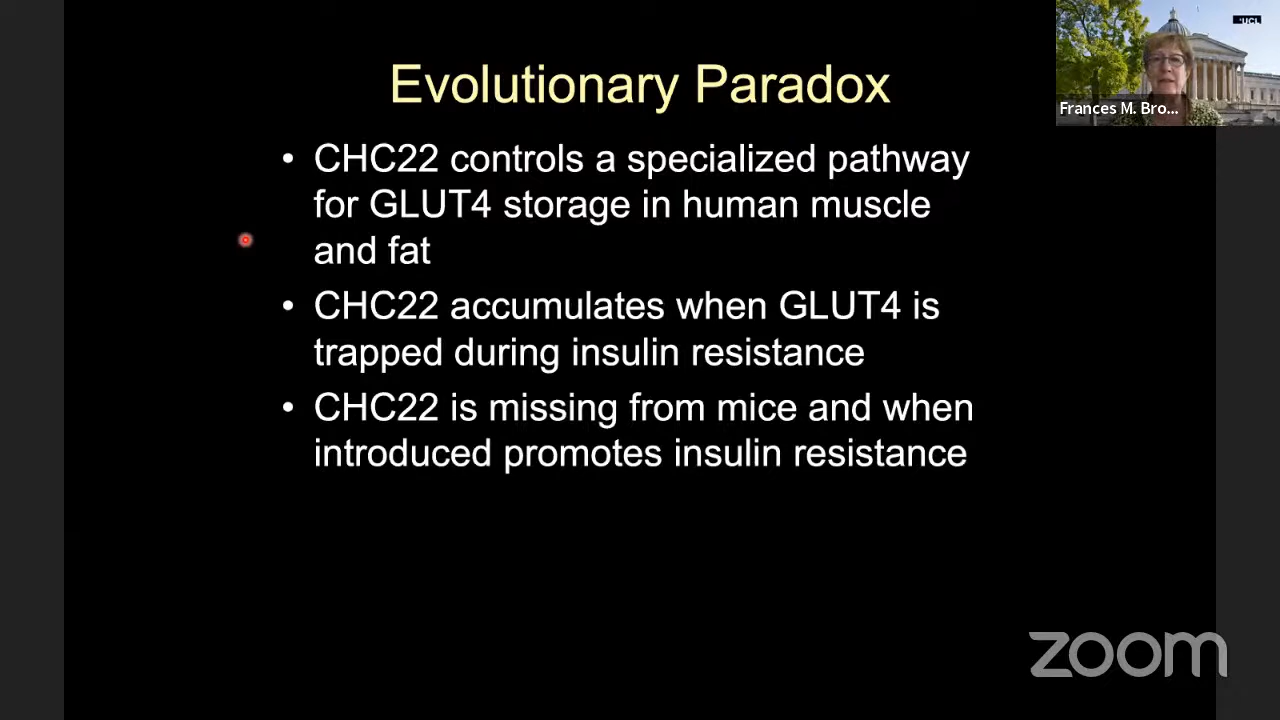 Evolutionary Paradox
• CHC22 controls a specialized pathway
for GLUT4 storage in human muscle
and fat
• CHC22 accumulates when GLUT4 is
trapped during insulin resistance
• CHC22 is missing from mice and when
introduced promotes insulin resistance
UCL
Frances M. Bro...
zoom